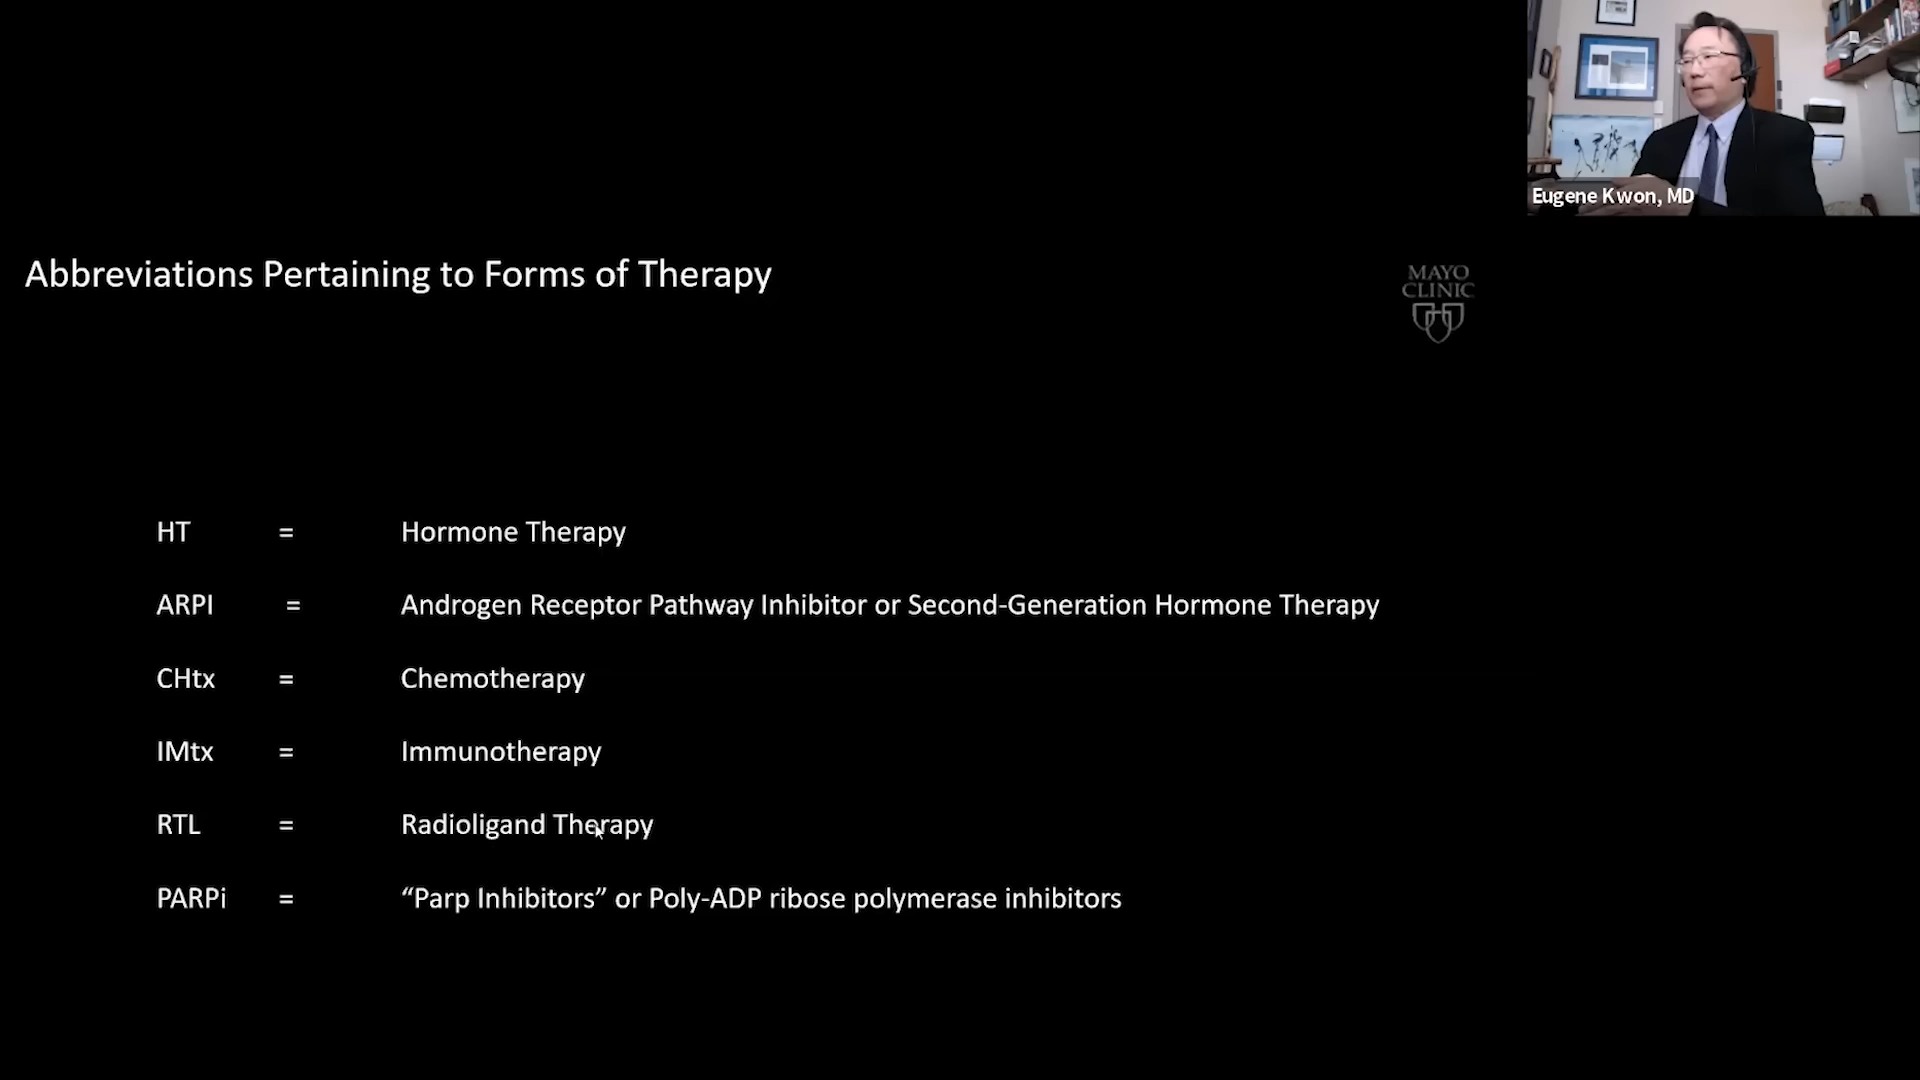 Eugene Kwon, MD
Abbreviations Pertaining to Forms of Therapy
MAYO
CLINIC
HT = Hormone Therapy
ARPI = Androgen Receptor Pathway Inhibitor or Second-Generation Hormone Therapy
CHtx = Chemotherapy
IMtx = Immunotherapy
RTL = Radioligand Therapy
PARPi = “Parp Inhibitors” or Poly-ADP ribose polymerase inhibitors